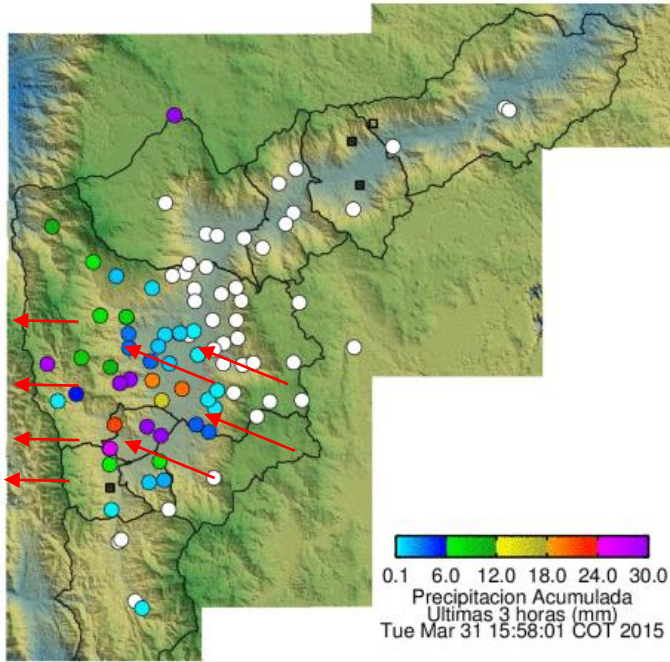 0.1 6.0 12.0 18.0 24.0 30.0
Precipitacion Acumulada
Ultimas 3 horas (mm)
Tue Mar 31 15:58:01 COT 2015